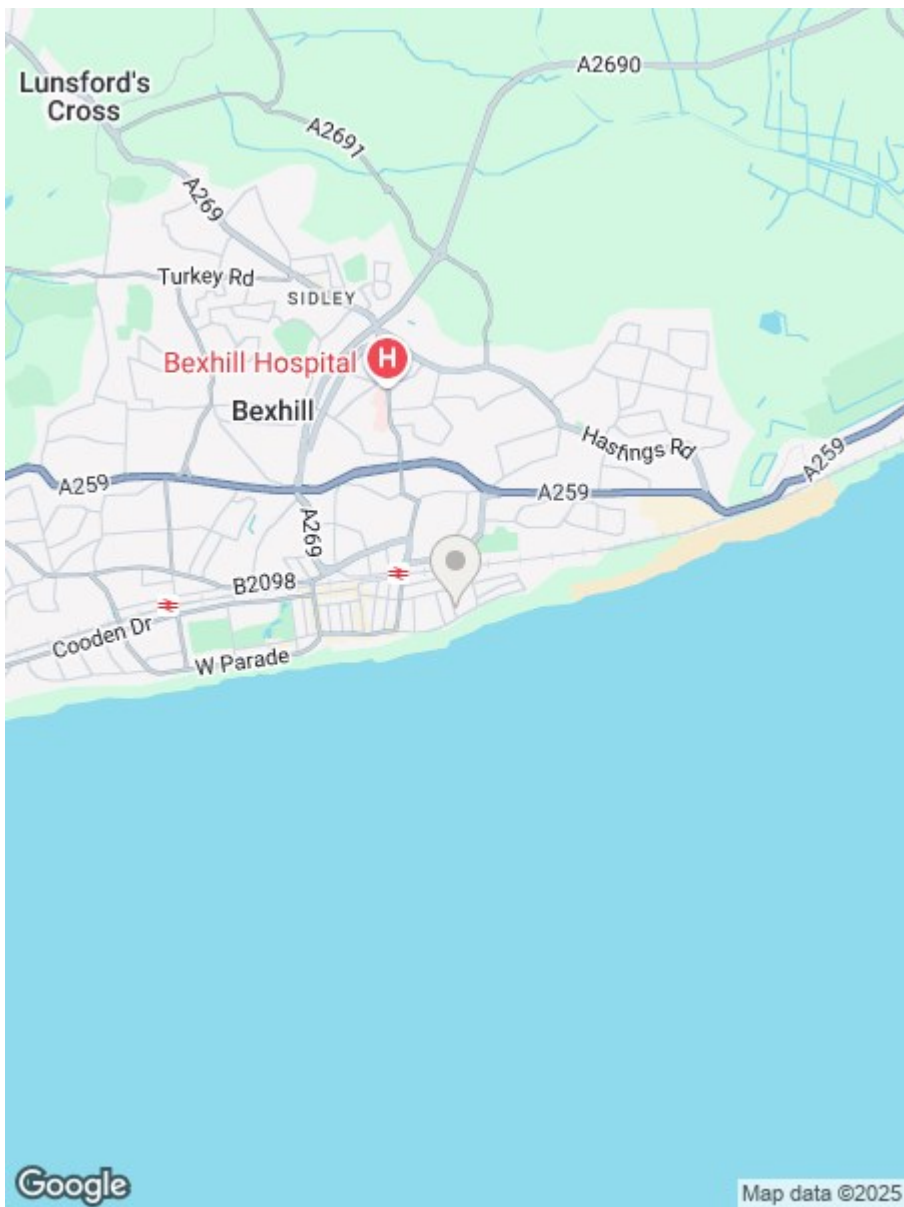 A2690
Lunsford's
Cross
A2691
A269
Turkey Rd
SIDLEY
Bexhill Hospital
H
Bexhill
Hastings Rd
A259
A259
A259
A269
B2098
Cooden Dr
W Parade
Google
Map data ©2025